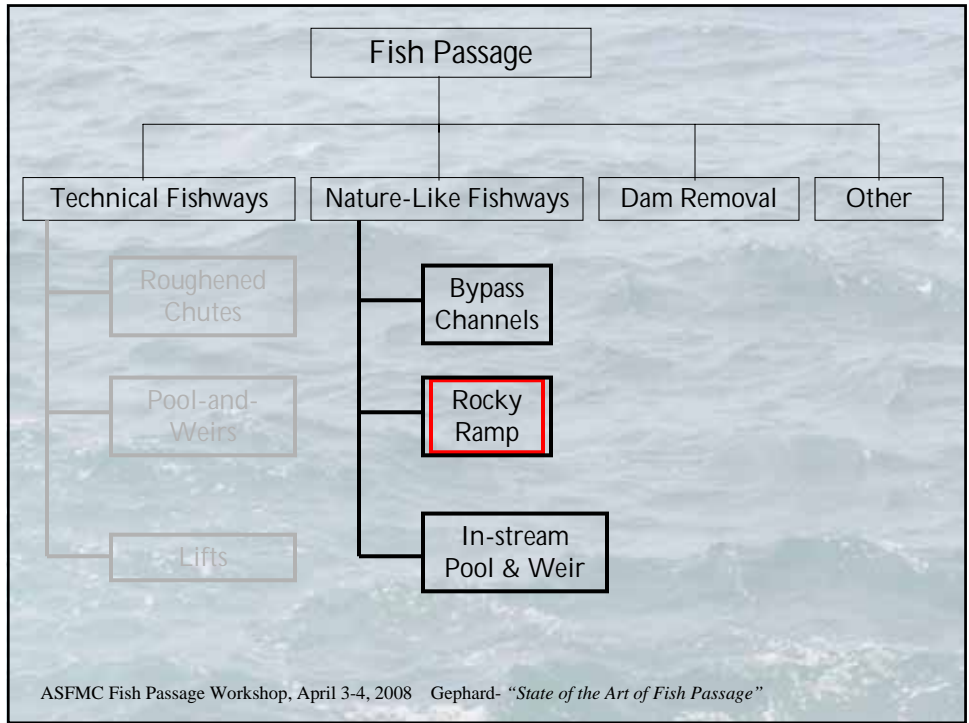 Fish Passage
Technical Fishways
Nature-Like Fishways
Dam Removal
Other
Roughened
Chutes
Pool-and-
Weirs
Lifts
Bypass
Channels
Rocky
Ramp
In-stream
Pool & Weir
ASFMC Fish Passage Workshop, April 3-4, 2008 Gephard- “State of the Art of Fish Passage”